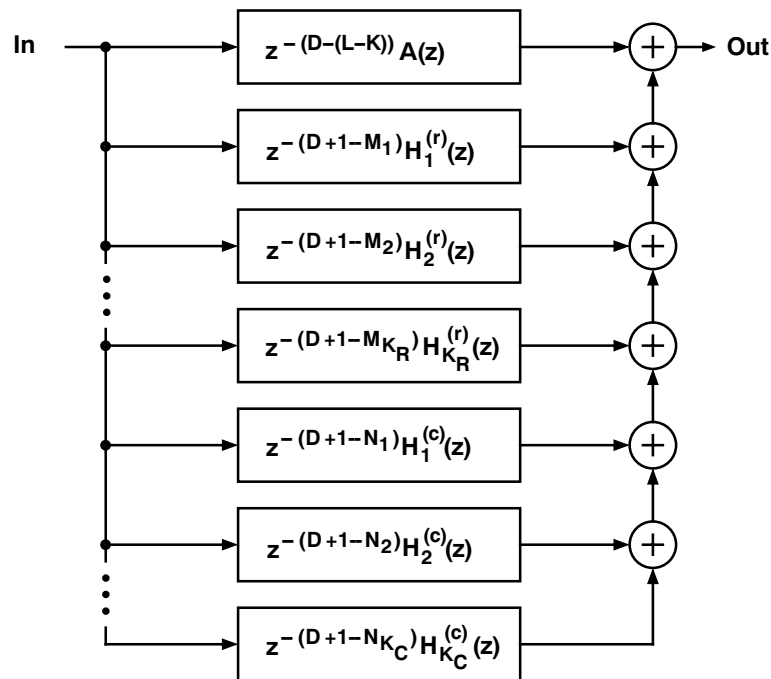 In
z^{–(D–(L–K))} A(z)
Out
z^{–(D+1–M_1)} H_1^{(r)}(z)
z^{–(D+1–M_2)} H_2^{(r)}(z)
z^{–(D+1–M_{K_R})} H_{K_R}^{(r)}(z)
z^{–(D+1–N_1)} H_1^{(c)}(z)
z^{–(D+1–N_2)} H_2^{(c)}(z)
z^{–(D+1–N_{K_C})} H_{K_C}^{(c)}(z)